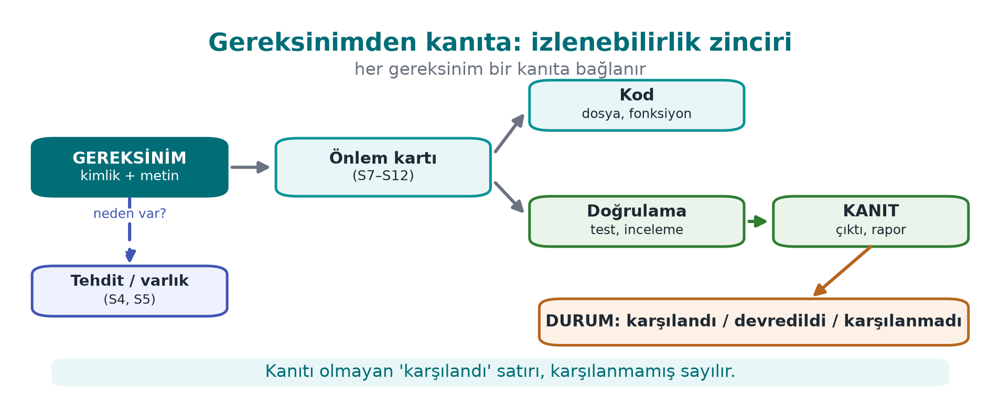 Gereksinimden kanıta: izlenebilirlik zinciri
her gereksinim bir kanıta bağlanır
Kod
dosya, fonksiyon
GEREKSİNİM
kimlik + metin
Önlem kartı
(S7–S12)
neden var?
Doğrulama
test, inceleme
KANIT
çıktı, rapor
Tehdit / varlık
(S4, S5)
DURUM: karşılandı / devredildi / karşılanmadı
Kanıtı olmayan 'karşılandı' satırı, karşılanmamış sayılır.